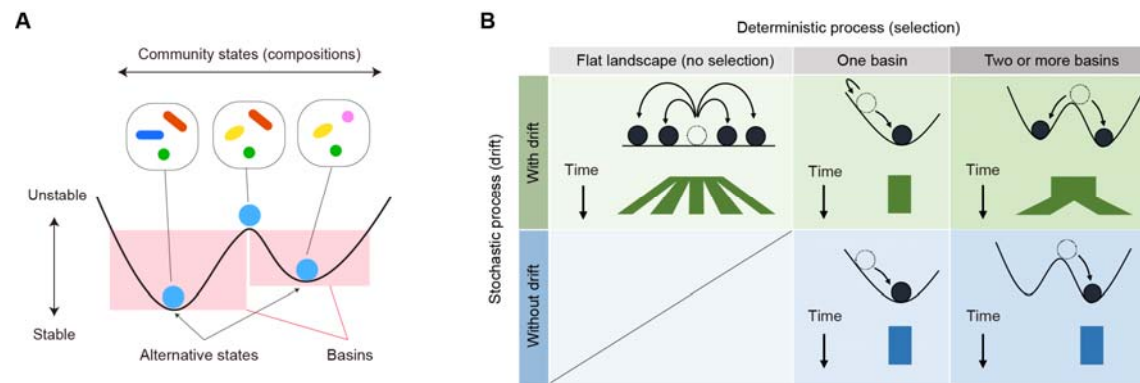 A
Community states (compositions)
Unstable
Stable
Alternative states
Basins
B
Deterministic process (selection)
Flat landscape (no selection)
One basin
Two or more basins
Stochastic process (drift)
With drift
Time
Time
Time
Without drift
Time
Time